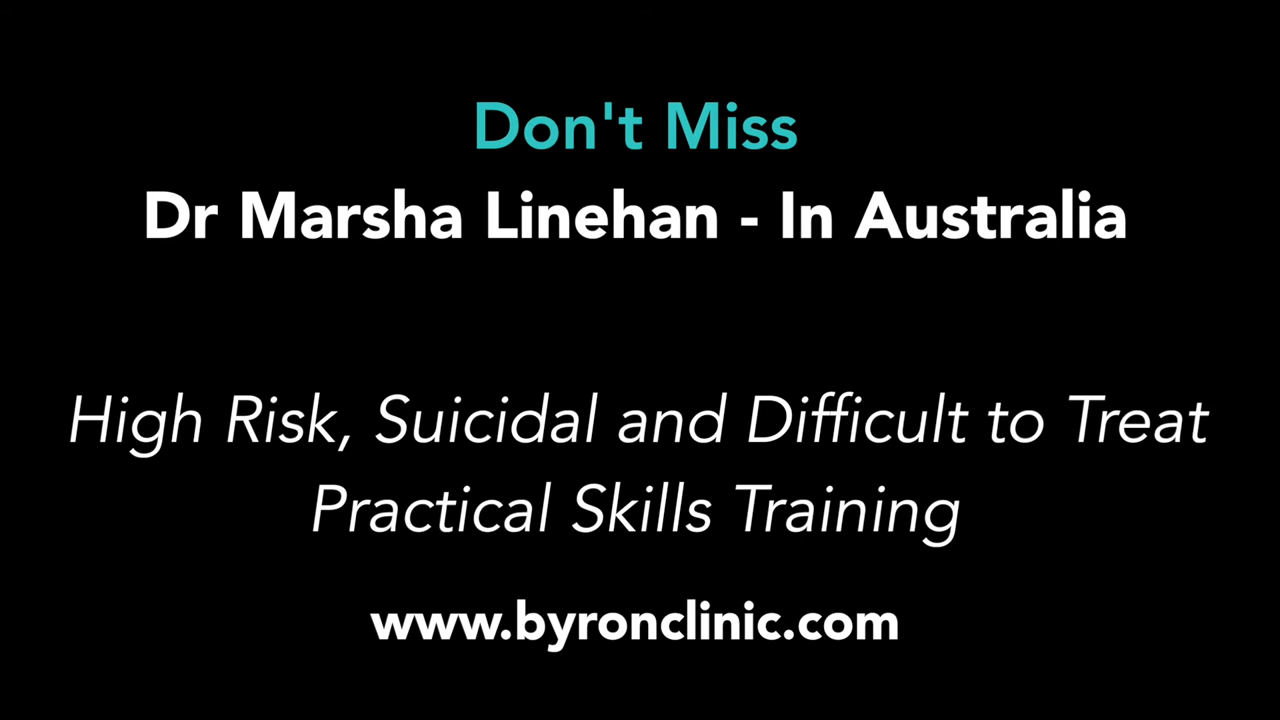 Don't Miss
Dr Marsha Linehan - In Australia
High Risk, Suicidal and Difficult to Treat
Practical Skills Training
www.byronclinic.com